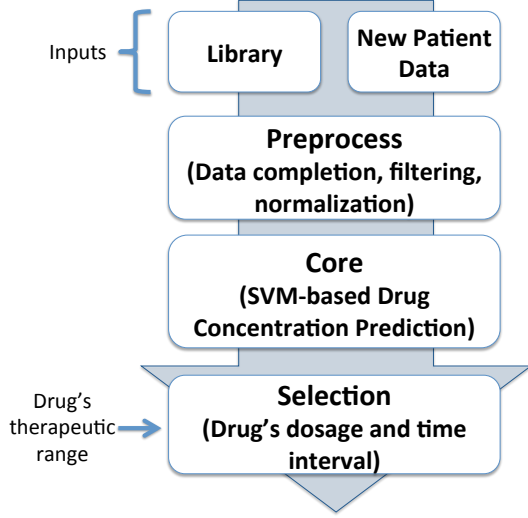 Inputs
Library
New Patient
Data
Preprocess
(Data completion, filtering,
normalization)
Core
(SVM-based Drug
Concentration Prediction)
Drug's
therapeutic
range
Selection
(Drug's dosage and time
interval)